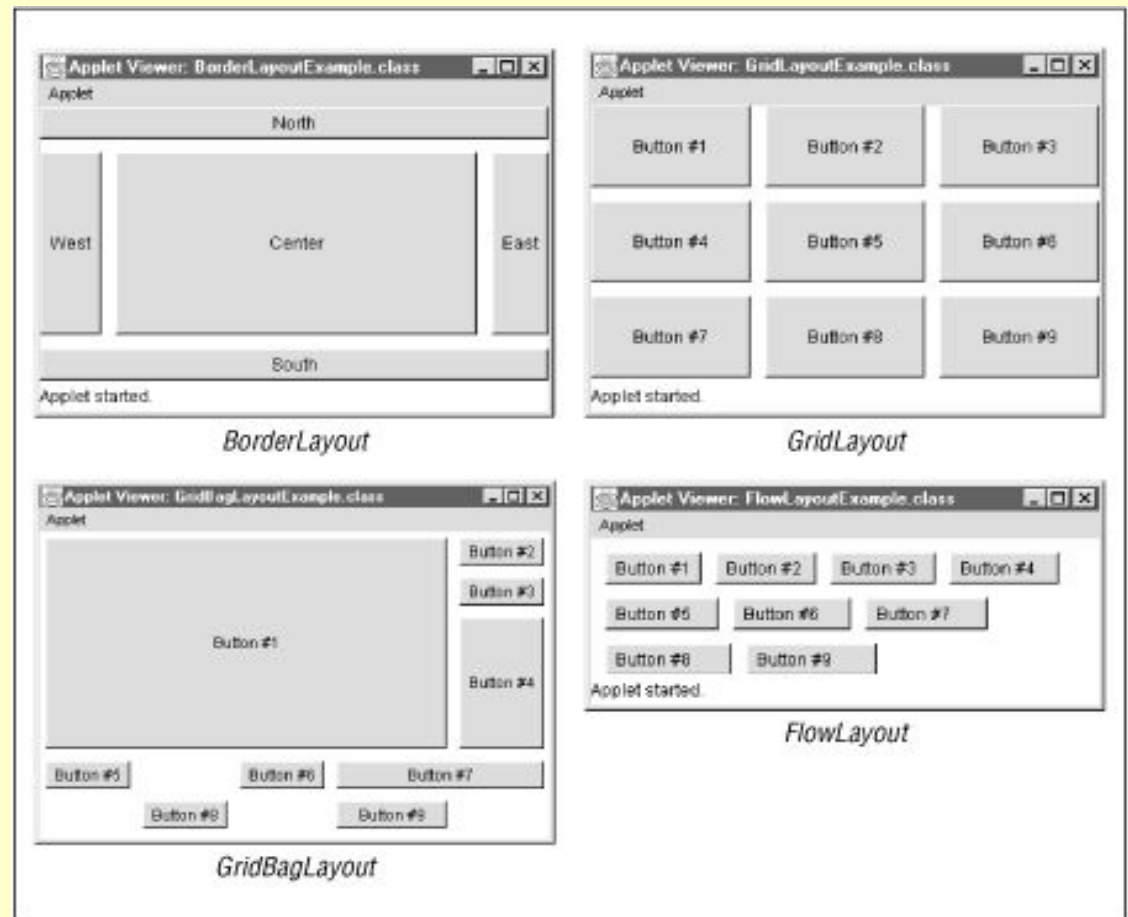 Applet Viewer: BorderLayoutExample.class
Applet
North
West
Center
East
South
Applet started.
BorderLayout
Applet Viewer: GridLayoutExample.class
Applet
Button #1
Button #2
Button #3
Button #4
Button #5
Button #6
Button #7
Button #8
Button #9
Applet started.
GridLayout
Applet Viewer: GridBagLayoutExample.class
Applet
Button #1
Button #2
Button #3
Button #4
Button #5
Button #6
Button #7
Button #8
Button #9
GridBagLayout
Applet Viewer: FlowLayoutExample.class
Applet
Button #1
Button #2
Button #3
Button #4
Button #5
Button #6
Button #7
Button #8
Button #9
Applet started.
FlowLayout